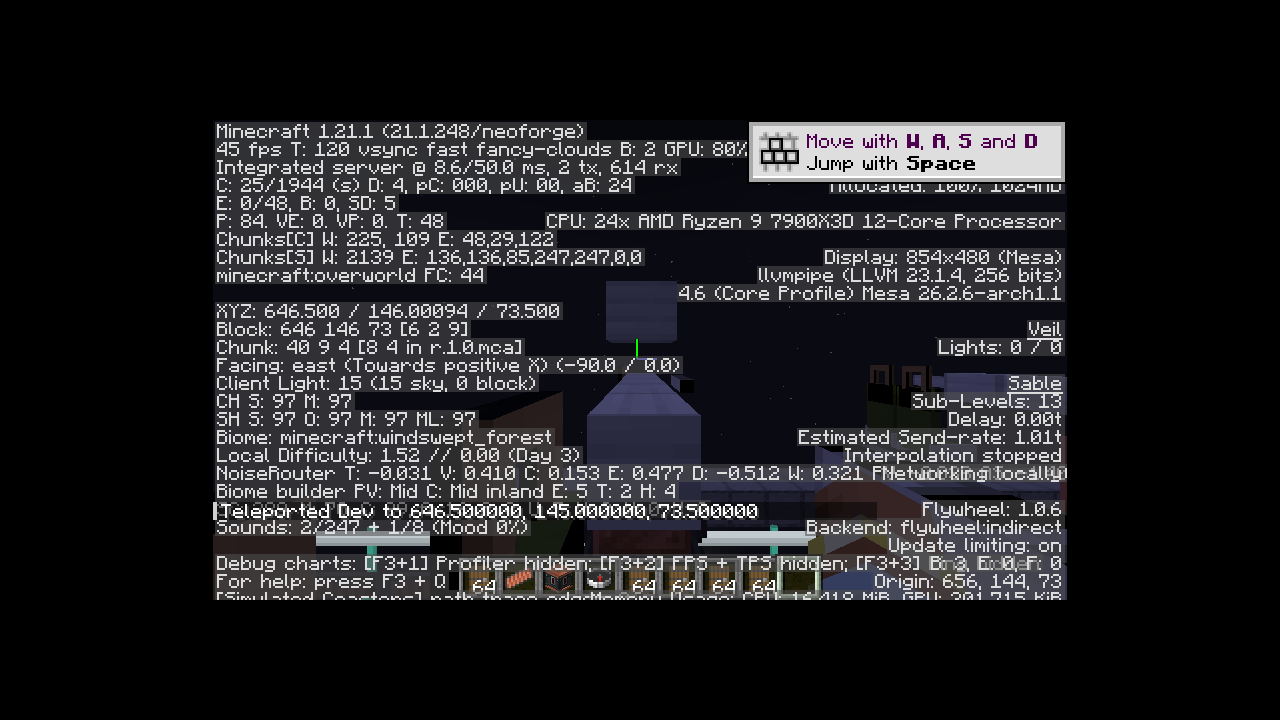 Minecraft 1.21.1 (21.1.248/neoforge)
45 fps T: 120 vsync fast fancy-clouds B: 2 GPU: 80%
Integrated server @ 8.6/50.0 ms, 2 tx, 614 rx
C: 25/1944 (s) D: 4, pC: 000, pU: 00, aB: 24
E: 0/48, B: 0, SD: 5
P: 84. VE: 0. VP: 0. T: 48
Chunks[C] W: 225, 109 E: 48,29,122
Chunks[S] W: 2139 E: 136,136,85,247,247,0,0
minecraft:overworld FC: 44
XYZ: 646.500 / 146.00094 / 73.500
Block: 646 146 73 [6 2 9]
Chunk: 40 9 4 [8 4 in r.1.0.mca]
Facing: east (Towards positive X) (-90.0 / 0.0)
Client Light: 15 (15 sky, 0 block)
CH S: 97 M: 97
SH S: 97 O: 97 M: 97 ML: 97
Biome: minecraft:windswept_forest
Local Difficulty: 1.52 // 0.00 (Day 3)
NoiseRouter T: -0.031 V: 0.410 C: 0.153 E: 0.477 D: -0.512 W: 0.321
Biome builder PV: Mid C: Mid inland E: 5 T: 2 H: 4
Teleported Dev to 646.500000, 145.000000, 73.500000
Sounds: 2/247 + 1/8 (Mood 0%)
Debug charts: [F3+1] Profiler hidden; [F3+2] FPS + TPS hidden; [F3+3]
For help: press F3 + Q
Move with W, A, S and D
Jump with Space
Allocated: 100% 1024MB
CPU: 24x AMD Ryzen 9 7900X3D 12-Core Processor
Display: 854x480 (Mesa)
llvmpipe (LLVM 23.1.4, 256 bits)
4.6 (Core Profile) Mesa 26.2.6-arch1.1
Veil
Lights: 0 / 0
Sable
Sub-Levels: 13
Delay: 0.00t
Estimated Send-rate: 1.01t
Interpolation stopped
Networking: locally
Flywheel: 1.0.6
Backend: flywheel:indirect
Update limiting: on
Origin: 656, 144, 73
64
64
64
64
64